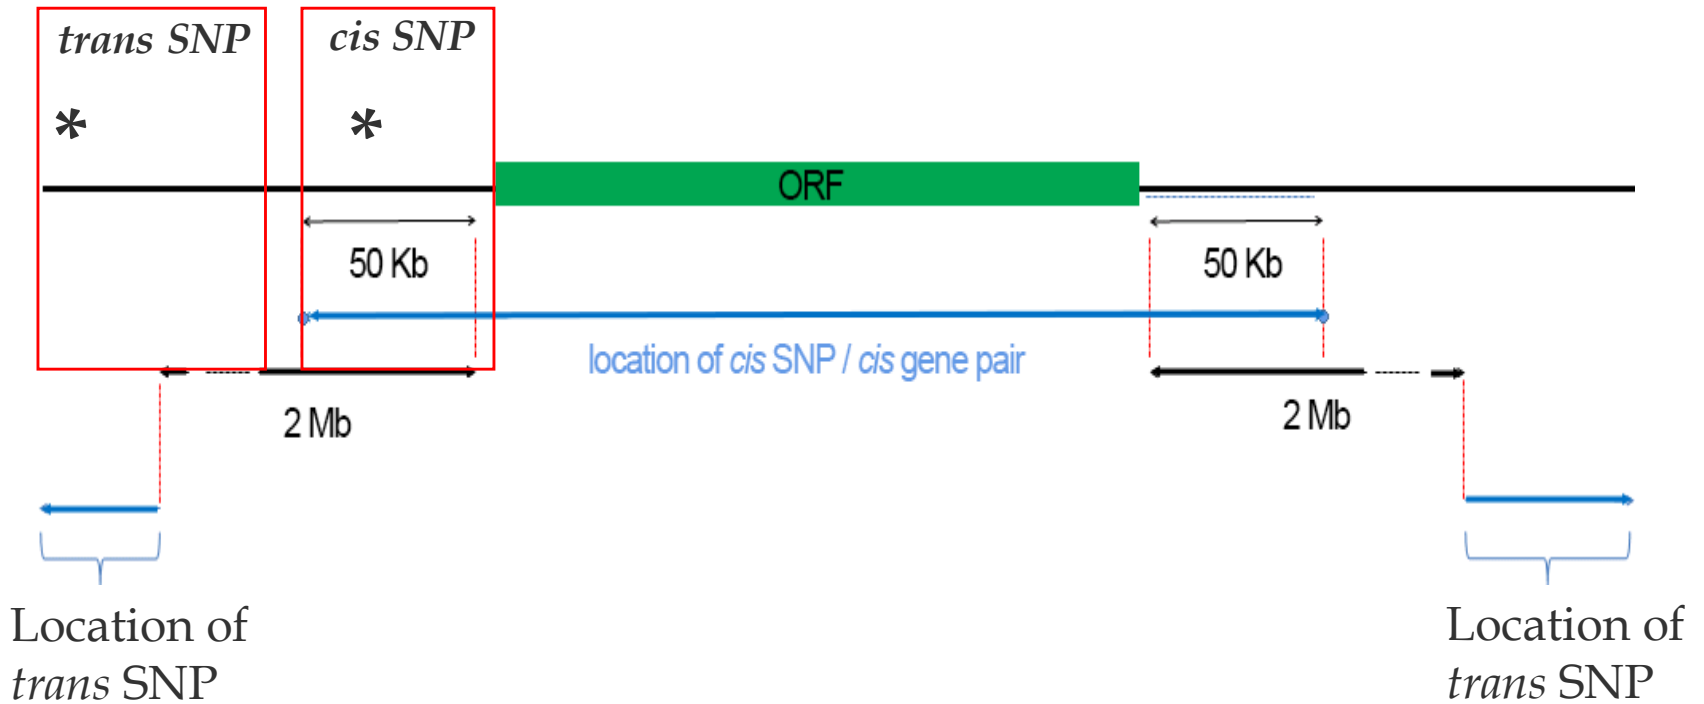 trans SNP
cis SNP
*
*
ORF
50 Kb
50 Kb
location of cis SNP / cis gene pair
2 Mb
2 Mb
Location of
trans SNP
Location of
trans SNP